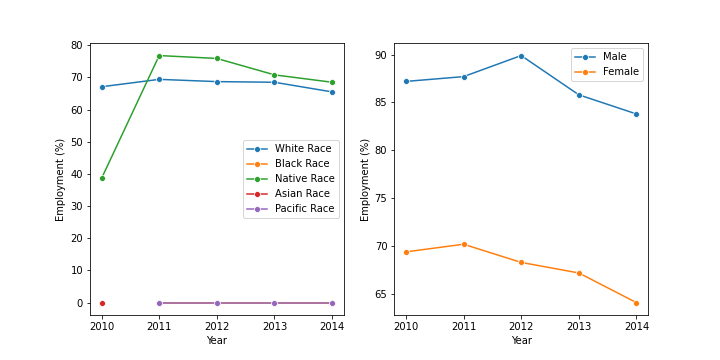 80
70
60
50
40
30
20
10
0
Employment (%)
2010 2011 2012 2013 2014
Year
White Race
Black Race
Native Race
Asian Race
Pacific Race
90
85
80
75
70
65
Employment (%)
2010 2011 2012 2013 2014
Year
Male
Female